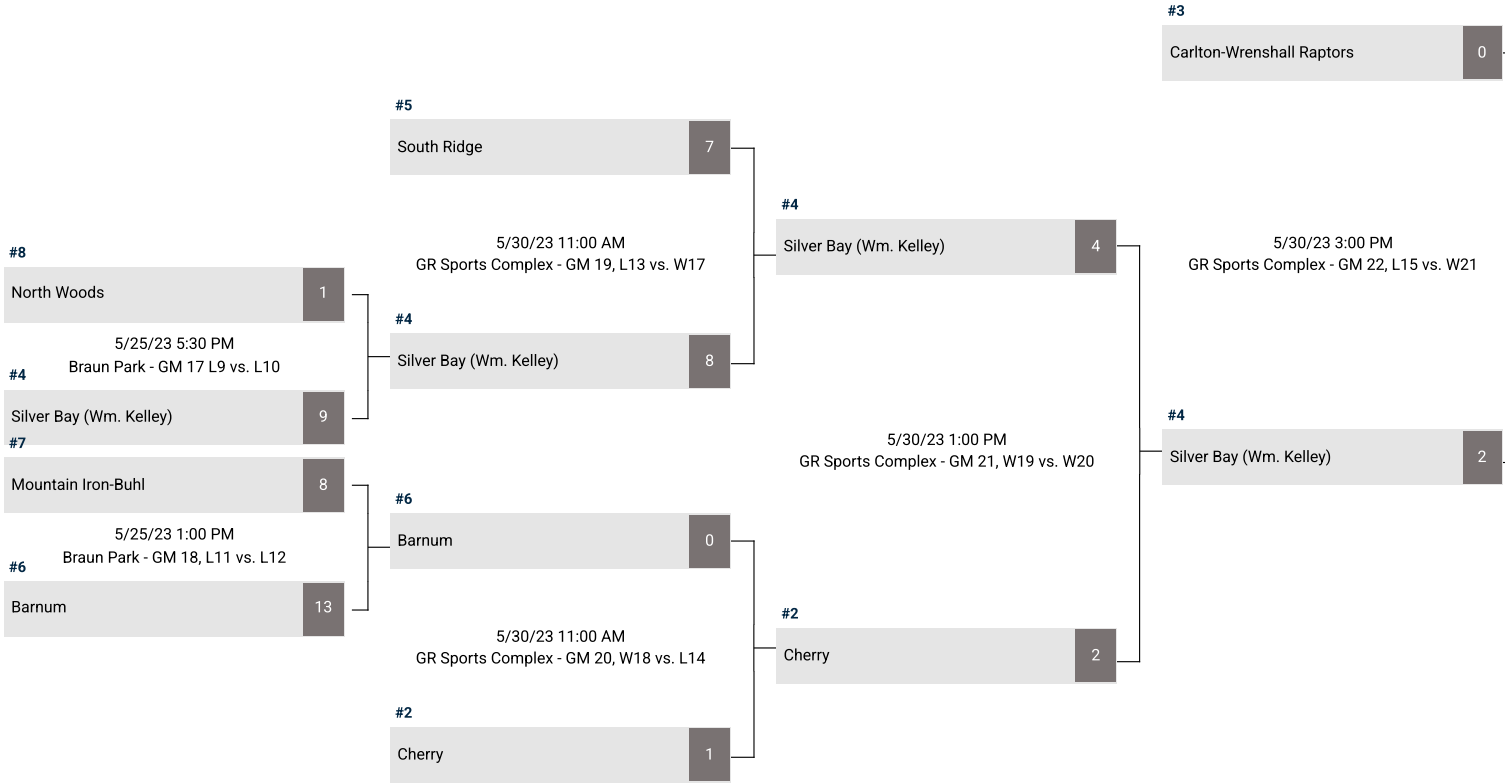 #3
Carlton-Wrenshall Raptors 0
#5
South Ridge 7
#4
Silver Bay (Wm. Kelley) 4
5/30/23 11:00 AM
GR Sports Complex - GM 19, L13 vs. W17
5/30/23 3:00 PM
GR Sports Complex - GM 22, L15 vs. W21
#8
North Woods 1
5/25/23 5:30 PM
Braun Park - GM 17 L9 vs. L10
#4
Silver Bay (Wm. Kelley) 9
#4
Silver Bay (Wm. Kelley) 8
#7
Mountain Iron-Buhl 8
5/25/23 1:00 PM
Braun Park - GM 18, L11 vs. L12
#6
Barnum 13
5/30/23 1:00 PM
GR Sports Complex - GM 21, W19 vs. W20
#4
Silver Bay (Wm. Kelley) 2
#6
Barnum 0
5/30/23 11:00 AM
GR Sports Complex - GM 20, W18 vs. L14
#2
Cherry 2
#2
Cherry 1